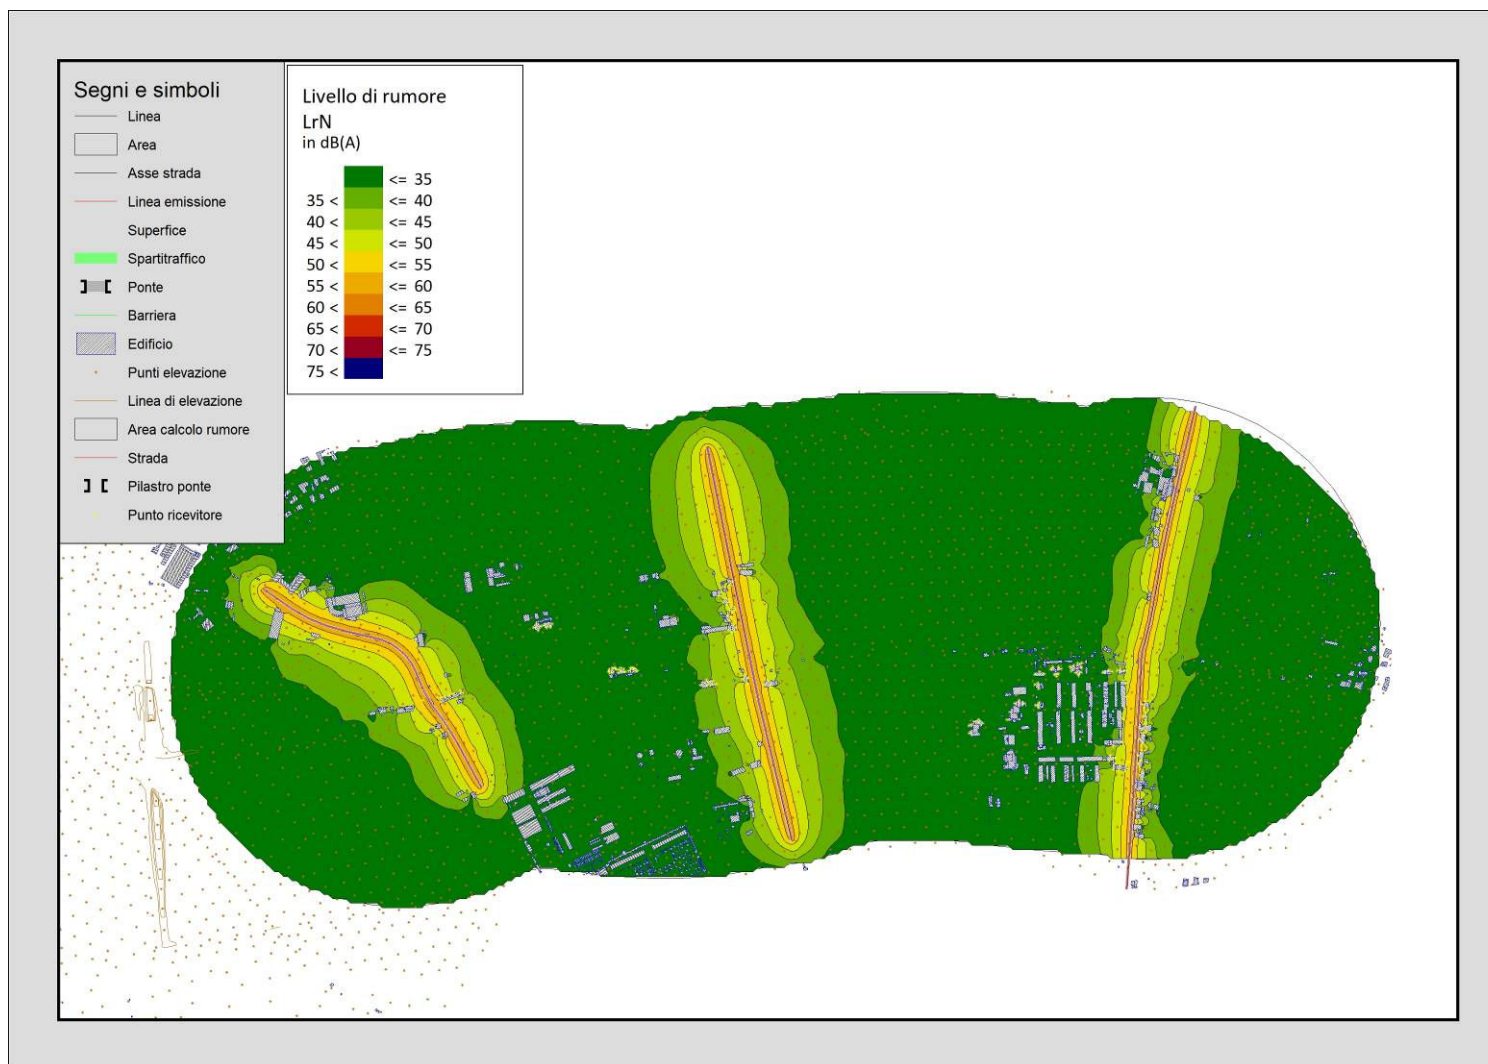 Segni e simboli
Linea
Area
Asse strada
Linea emissione
Superfice
Spartitraffico
Ponte
Barriera
Edificio
Punti elevazione
Linea di elevazione
Area calcolo rumore
Strada
Pilastro ponte
Punto ricevitore
Livello di rumore
LrN
in dB(A)
<= 35
35 < <= 40
40 < <= 45
45 < <= 50
50 < <= 55
55 < <= 60
60 < <= 65
65 < <= 70
70 < <= 75
75 <